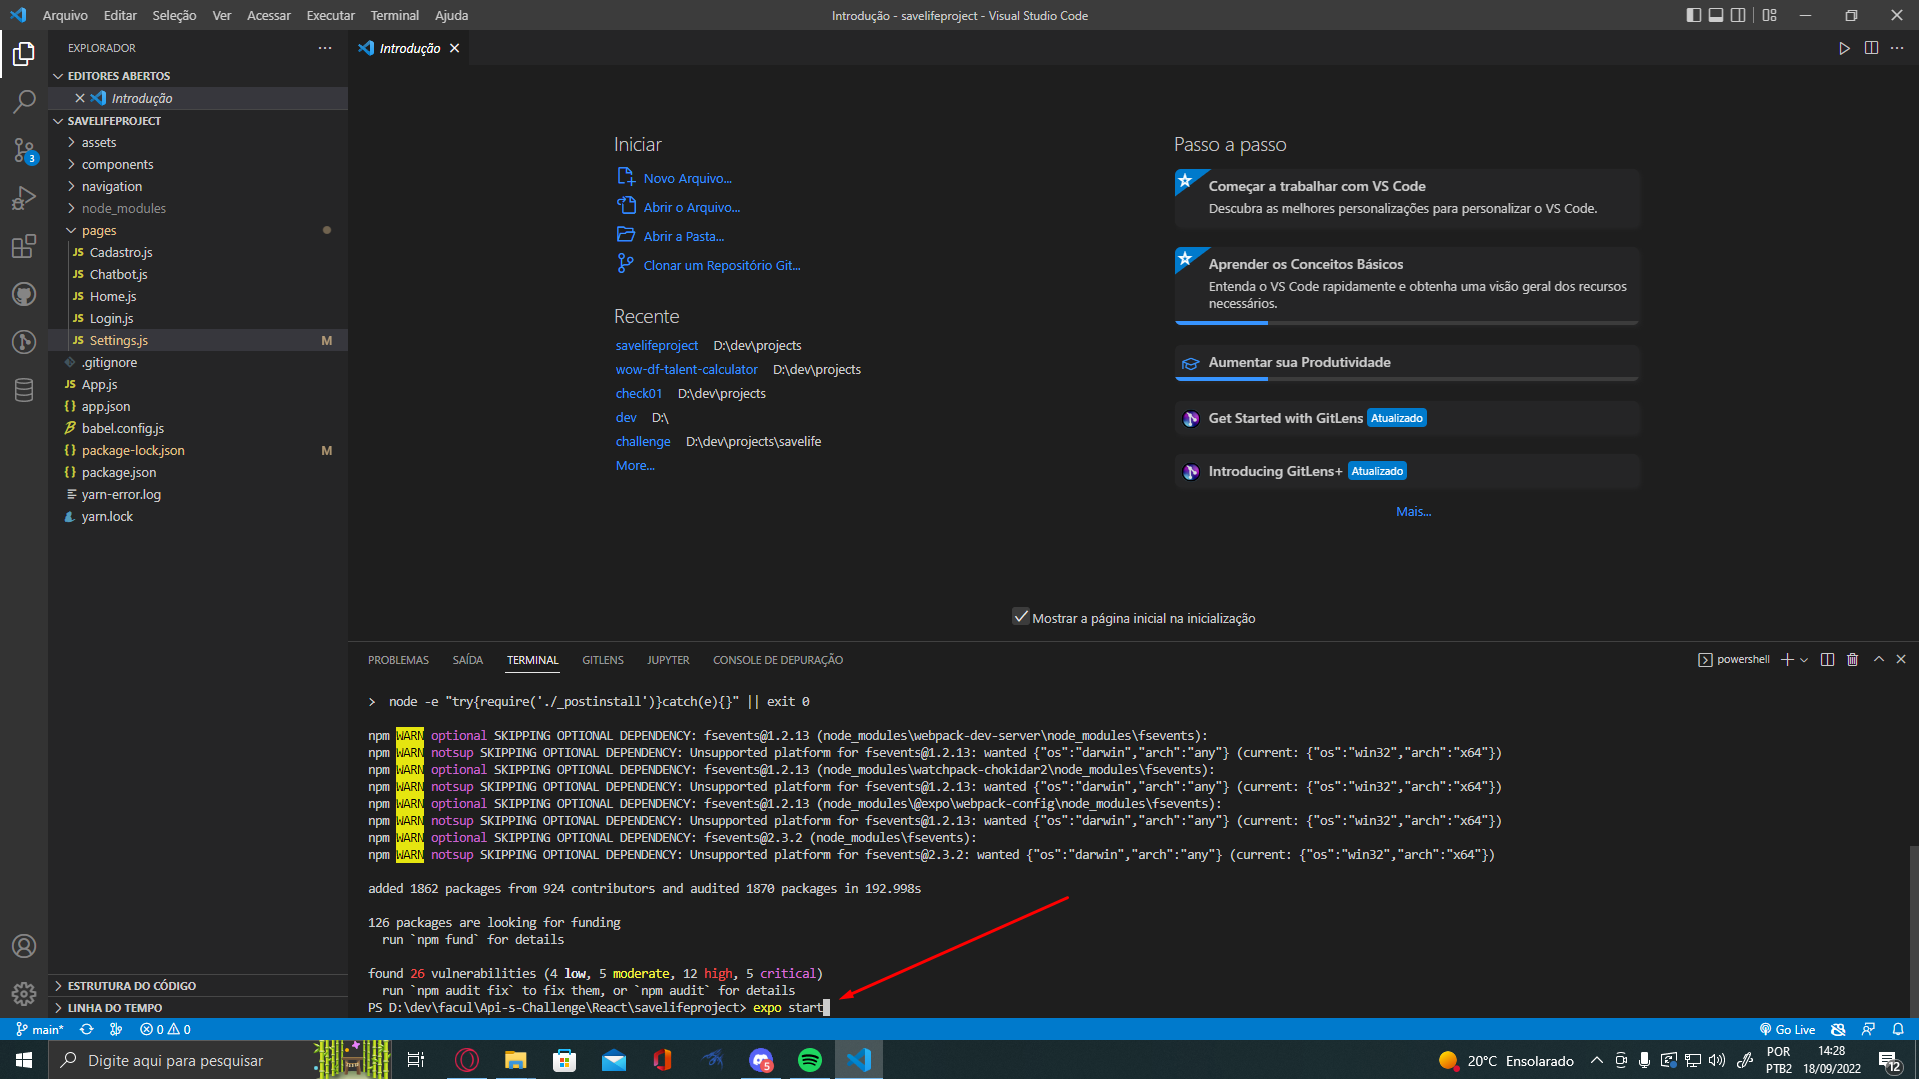 Arquivo Editar Seleção Ver Acessar Executar Terminal Ajuda
Introdução - savelifeproject - Visual Studio Code
EXPLORADOR
EDITORES ABERTOS
Introdução
SAVELIFEPROJECT
assets
components
navigation
node_modules
pages
JS Cadastro.js
JS Chatbot.js
JS Home.js
JS Login.js
JS Settings.js M
.gitignore
JS App.js
{} app.json
babel.config.js
{} package-lock.json M
{} package.json
yarn-error.log
yarn.lock
ESTRUTURA DO CÓDIGO
LINHA DO TEMPO
3
Introdução
Iniciar
Novo Arquivo...
Abrir o Arquivo...
Abrir a Pasta...
Clonar um Repositório Git...
Recente
savelifeproject D:\dev\projects
wow-df-talent-calculator D:\dev\projects
check01 D:\dev\projects
dev D:\
challenge D:\dev\projects\savelife
More...
Passo a passo
Começar a trabalhar com VS Code
Descubra as melhores personalizações para personalizar o VS Code.
Aprender os Conceitos Básicos
Entenda o VS Code rapidamente e obtenha uma visão geral dos recursos
necessários.
Aumentar sua Produtividade
Get Started with GitLens Atualizado
Introducing GitLens+ Atualizado
Mais...
Mostrar a página inicial na inicialização
PROBLEMAS SAÍDA TERMINAL GITLENS JUPYTER CONSOLE DE DEPURAÇÃO
powershell
> node -e "try{require('./_postinstall')}catch(e){}" || exit 0
npm WARN optional SKIPPING OPTIONAL DEPENDENCY: fsevents@1.2.13 (node_modules\webpack-dev-server\node_modules\fsevents):
npm WARN notsup SKIPPING OPTIONAL DEPENDENCY: Unsupported platform for fsevents@1.2.13: wanted {"os":"darwin","arch":"any"} (current: {"os":"win32","arch":"x64"})
npm WARN optional SKIPPING OPTIONAL DEPENDENCY: fsevents@1.2.13 (node_modules\watchpack-chokidar2\node_modules\fsevents):
npm WARN notsup SKIPPING OPTIONAL DEPENDENCY: Unsupported platform for fsevents@1.2.13: wanted {"os":"darwin","arch":"any"} (current: {"os":"win32","arch":"x64"})
npm WARN optional SKIPPING OPTIONAL DEPENDENCY: fsevents@1.2.13 (node_modules\@expo\webpack-config\node_modules\fsevents):
npm WARN notsup SKIPPING OPTIONAL DEPENDENCY: Unsupported platform for fsevents@1.2.13: wanted {"os":"darwin","arch":"any"} (current: {"os":"win32","arch":"x64"})
npm WARN optional SKIPPING OPTIONAL DEPENDENCY: fsevents@2.3.2 (node_modules\fsevents):
npm WARN notsup SKIPPING OPTIONAL DEPENDENCY: Unsupported platform for fsevents@2.3.2: wanted {"os":"darwin","arch":"any"} (current: {"os":"win32","arch":"x64"})
added 1862 packages from 924 contributors and audited 1870 packages in 192.998s
126 packages are looking for funding
run `npm fund` for details
found 26 vulnerabilities (4 low, 5 moderate, 12 high, 5 critical)
run `npm audit fix` to fix them, or `npm audit` for details
PS D:\dev\facul\Api-s-Challenge\React\savelifeproject> expo start
main* 0 0
Go Live
Digite aqui para pesquisar
5
20°C Ensolarado
POR
PTB2
14:28
18/09/2022
12